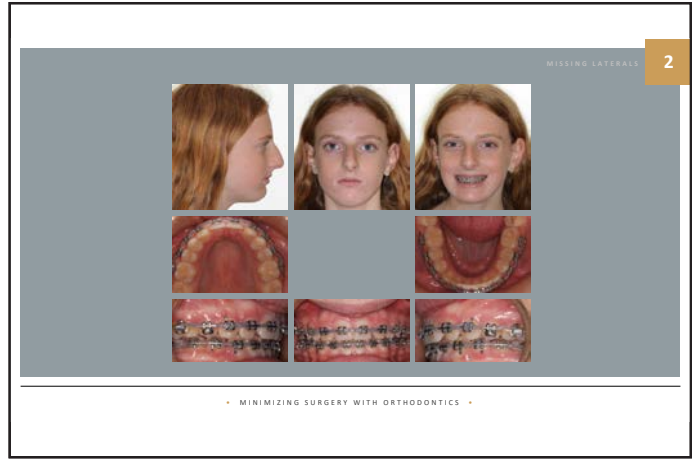 MISSING LATERALS
2
• MINIMIZING SURGERY WITH ORTHODONTICS •